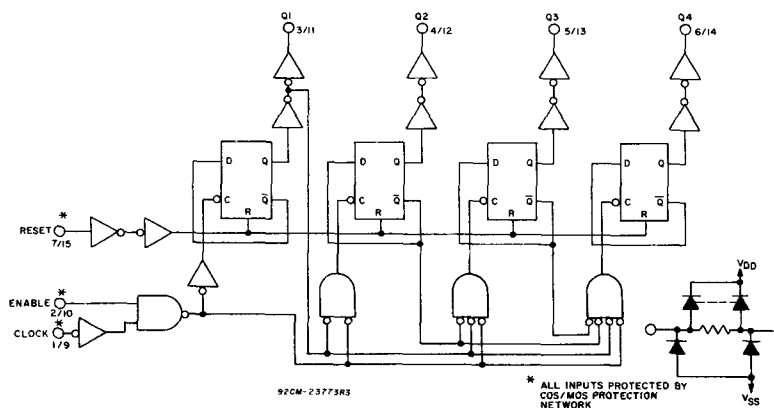 Q1 Q2 Q3 Q4
3/11 4/12 5/13 6/14
D Q D Q D Q D Q
C Q̅ C Q̅ C Q̅ C Q̅
R R R R
*
RESET
7/15
*
ENABLE
2/10
*
CLOCK
1/9
VDD
VSS
92CM-23773R3
* ALL INPUTS PROTECTED BY
COS/MOS PROTECTION
NETWORK